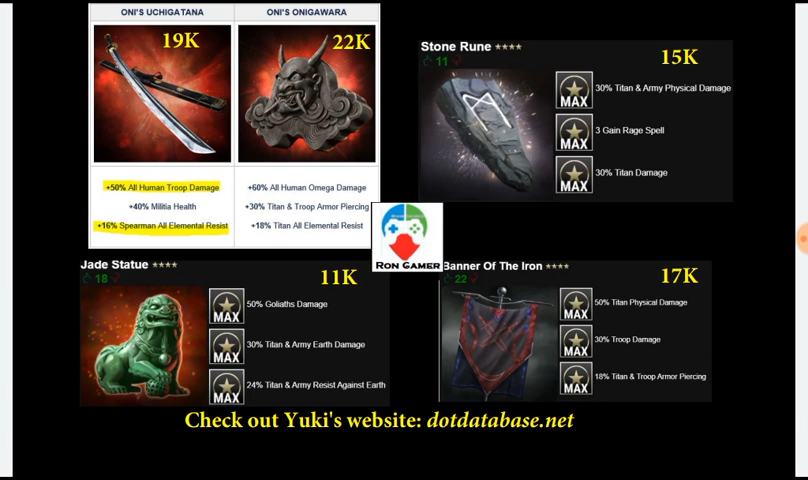 ONI'S UCHIGATANA
ONI'S ONIGAWARA
19K
22K
+50% All Human Troop Damage
+40% Militia Health
+16% Spearman All Elemental Resist
+60% All Human Omega Damage
+30% Titan & Troop Armor Piercing
+18% Titan All Elemental Resist
Stone Rune ****
11
15K
MAX
30% Titan & Army Physical Damage
MAX
3 Gain Rage Spell
MAX
30% Titan Damage
RON GAMER
Jade Statue ****
18
11K
MAX
50% Goliaths Damage
MAX
30% Titan & Army Earth Damage
MAX
24% Titan & Army Resist Against Earth
Banner Of The Iron ****
22
17K
MAX
50% Titan Physical Damage
MAX
30% Troop Damage
MAX
18% Titan & Troop Armor Piercing
Check out Yuki's website: dotdatabase.net